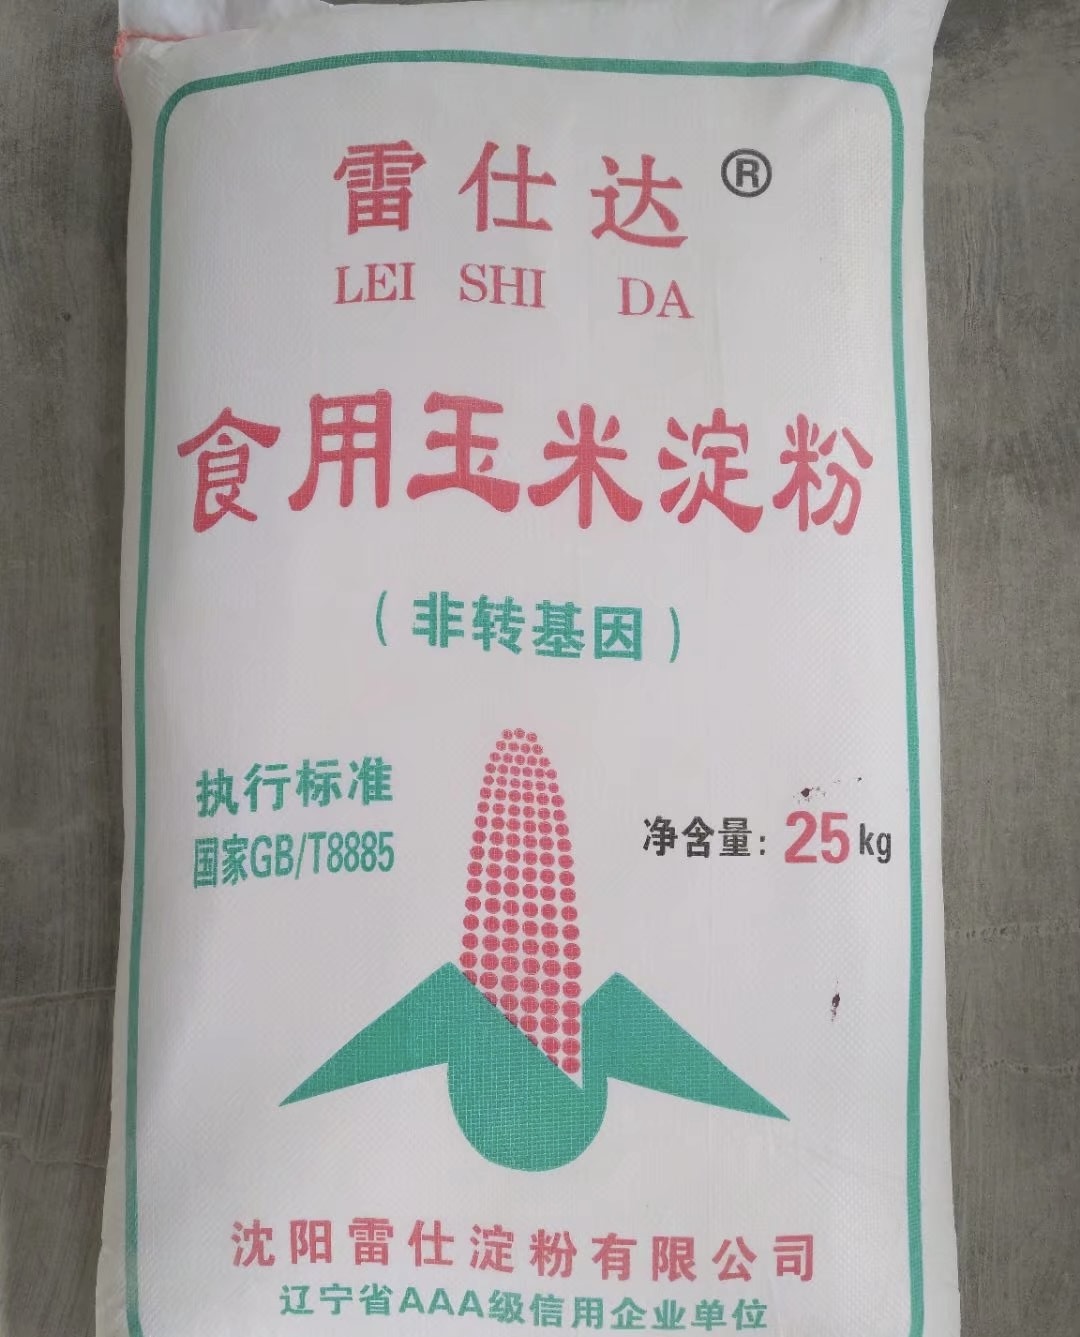 雷仕达®
LEI SHI DA
食用玉米淀粉
（非转基因）
执行标准
国家GB/T8885
净含量：25kg
沈阳雷仕淀粉有限公司
辽宁省AAA级信用企业单位